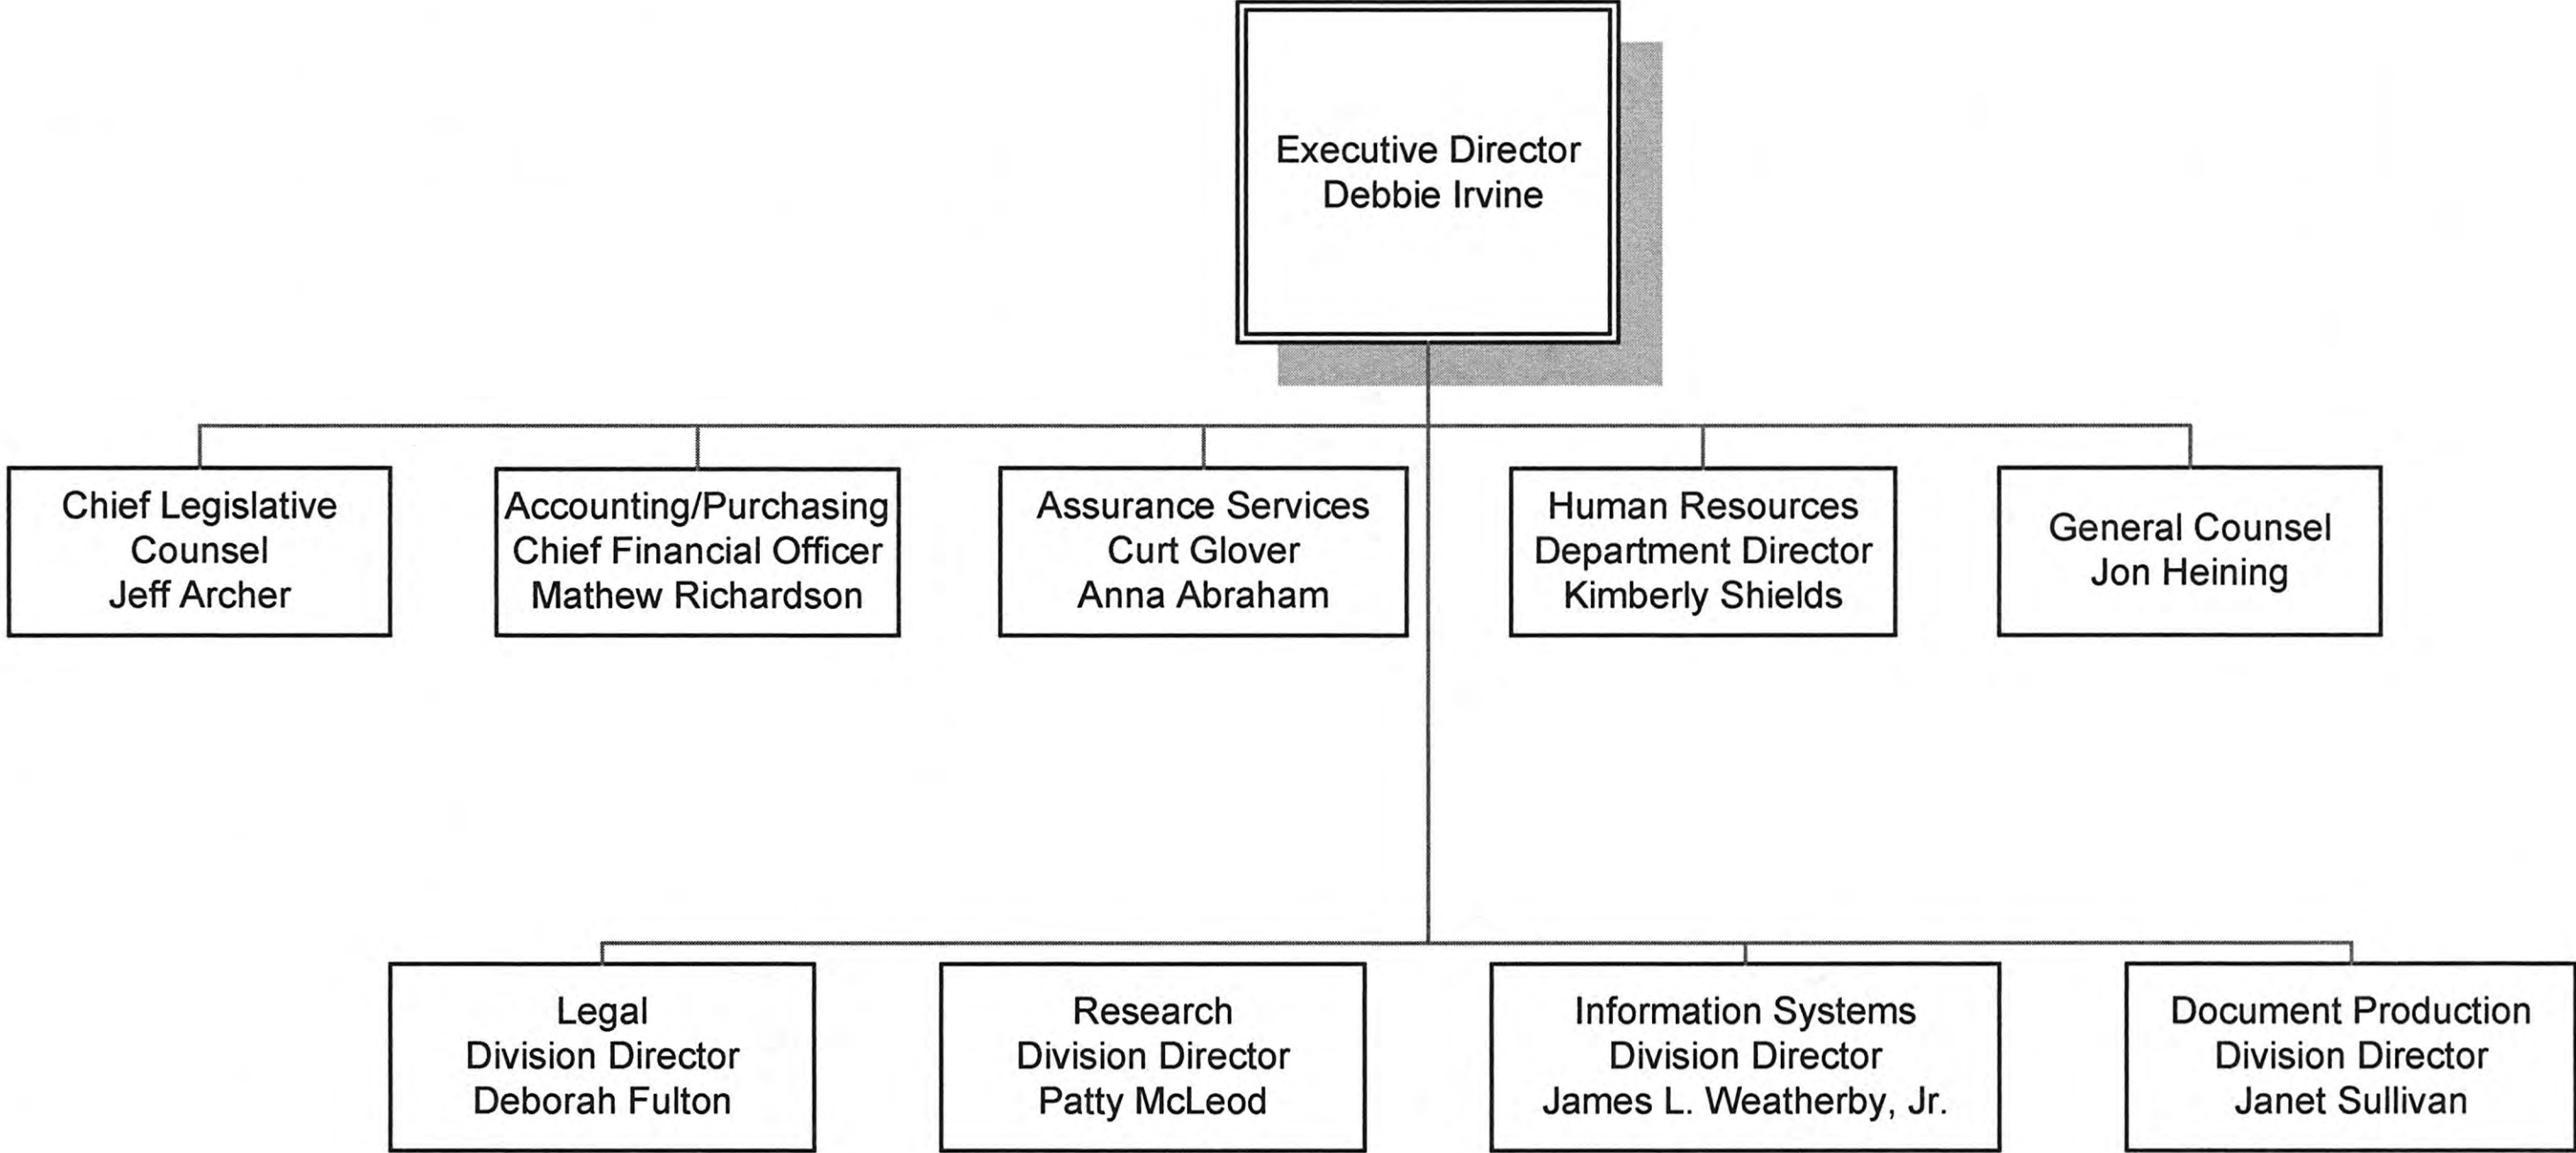 Executive Director
Debbie Irvine
Chief Legislative
Counsel
Jeff Archer
Accounting/Purchasing
Chief Financial Officer
Mathew Richardson
Assurance Services
Curt Glover
Anna Abraham
Human Resources
Department Director
Kimberly Shields
General Counsel
Jon Heining
Legal
Division Director
Deborah Fulton
Research
Division Director
Patty McLeod
Information Systems
Division Director
James L. Weatherby, Jr.
Document Production
Division Director
Janet Sullivan